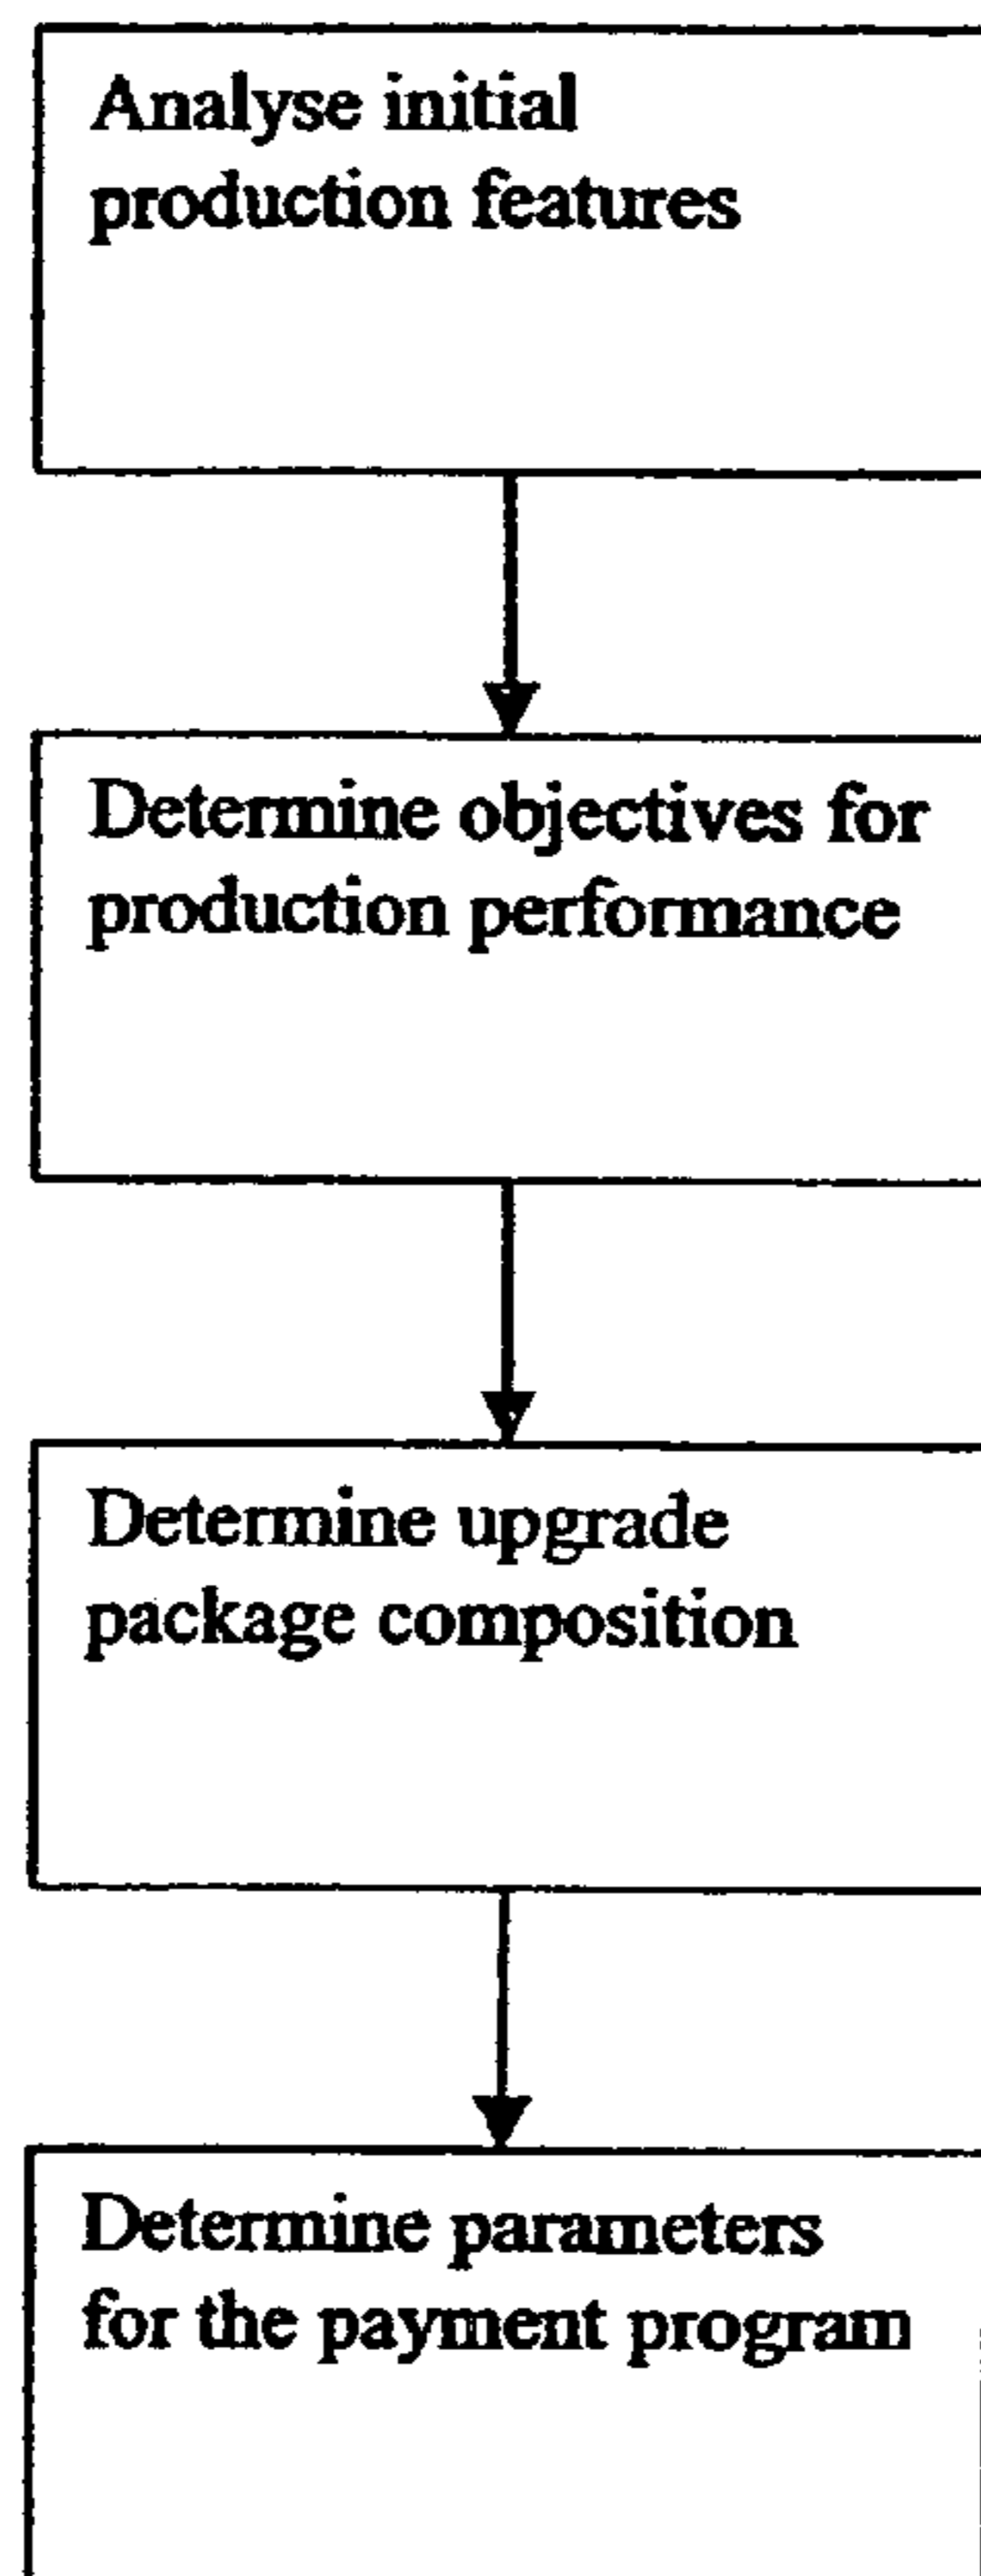 Analyse initial
production features
Determine objectives for
production performance
Determine upgrade
package composition
Determine parameters
for the payment program